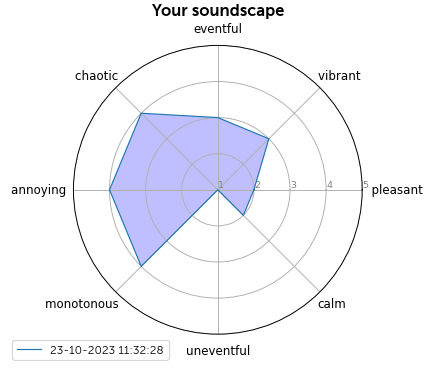 Your soundscape
eventful
chaotic
vibrant
annoying
1
2
3
4
5
pleasant
monotonous
calm
uneventful
23-10-2023 11:32:28